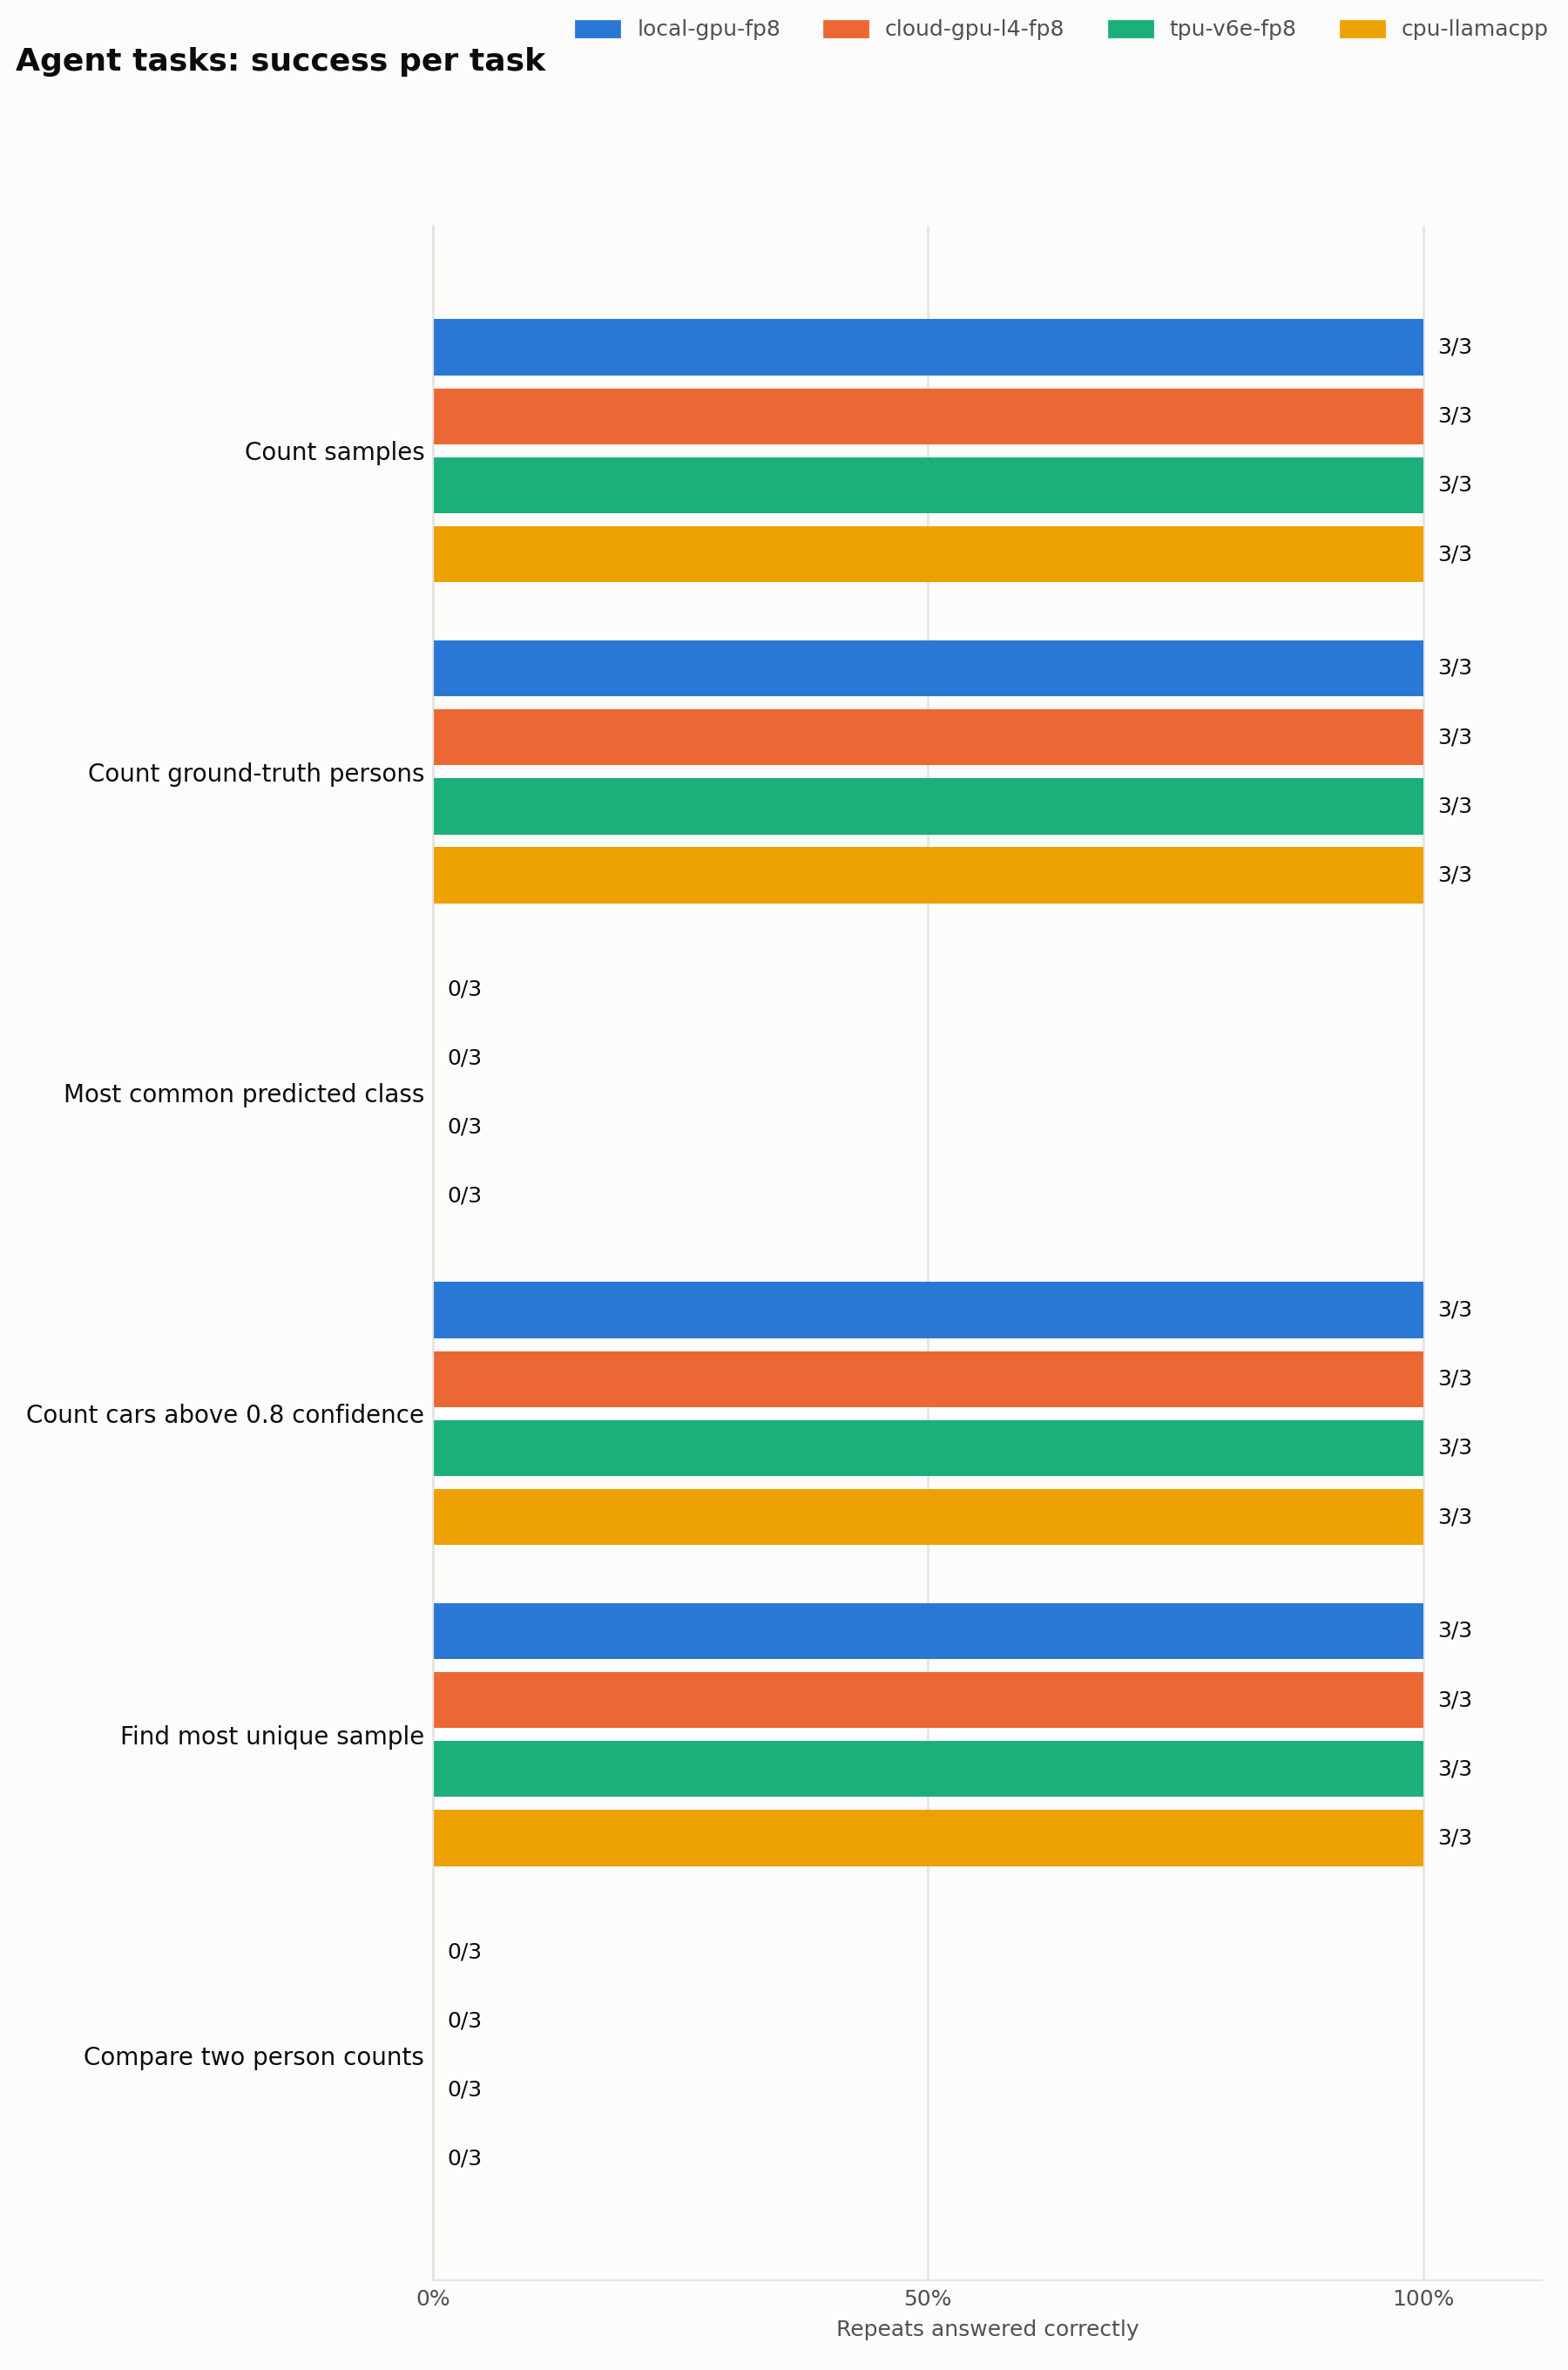 local-gpu-fp8 cloud-gpu-l4-fp8 tpu-v6e-fp8 cpu-llamacpp
Agent tasks: success per task
Count samples
3/3
3/3
3/3
3/3
Count ground-truth persons
3/3
3/3
3/3
3/3
Most common predicted class
0/3
0/3
0/3
0/3
Count cars above 0.8 confidence
3/3
3/3
3/3
3/3
Find most unique sample
3/3
3/3
3/3
3/3
Compare two person counts
0/3
0/3
0/3
0/3
0% 50% 100%
Repeats answered correctly